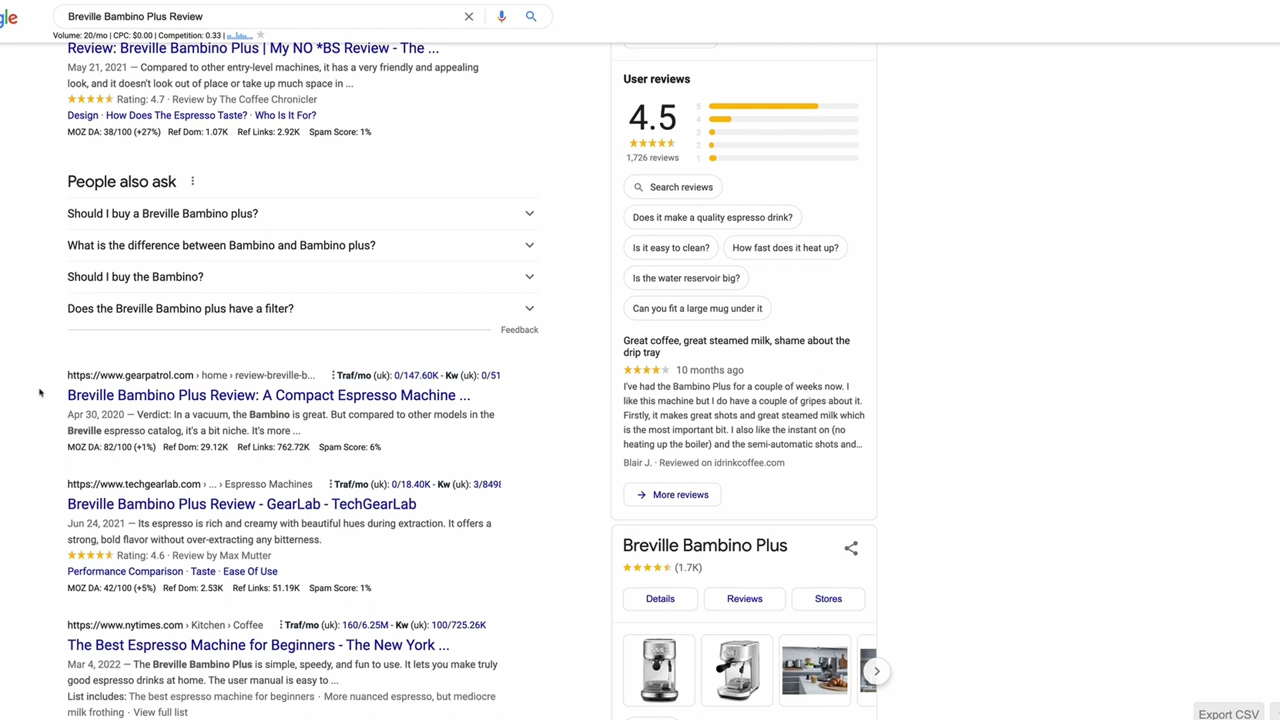 gle
Breville Bambino Plus Review
Volume: 20/mo | CPC: $0.00 | Competition: 0.33 |
Review: Breville Bambino Plus | My NO *BS Review - The ...
May 21, 2021 — Compared to other entry-level machines, it has a very friendly and appealing
look, and it doesn't look out of place or take up much space in ...
Rating: 4.7 · Review by The Coffee Chronicler
Design · How Does The Espresso Taste? · Who Is It For?
MOZ DA: 38/100 (+27%) Ref Dom: 1.07K Ref Links: 2.92K Spam Score: 1%
People also ask
Should I buy a Breville Bambino plus?
What is the difference between Bambino and Bambino plus?
Should I buy the Bambino?
Does the Breville Bambino plus have a filter?
Feedback
https://www.gearpatrol.com › home › review-breville-b... Traf/mo (uk): 0/147.60K - Kw (uk): 0/51
Breville Bambino Plus Review: A Compact Espresso Machine ...
Apr 30, 2020 — Verdict: In a vacuum, the Bambino is great. But compared to other models in the
Breville espresso catalog, it's a bit niche. It's more ...
MOZ DA: 82/100 (+1%) Ref Dom: 29.12K Ref Links: 762.72K Spam Score: 6%
https://www.techgearlab.com › ... › Espresso Machines Traf/mo (uk): 0/18.40K - Kw (uk): 3/849
Breville Bambino Plus Review - GearLab - TechGearLab
Jun 24, 2021 — Its espresso is rich and creamy with beautiful hues during extraction. It offers a
strong, bold flavor without over-extracting any bitterness.
Rating: 4.6 · Review by Max Mutter
Performance Comparison · Taste · Ease Of Use
MOZ DA: 42/100 (+5%) Ref Dom: 2.53K Ref Links: 51.19K Spam Score: 1%
https://www.nytimes.com › Kitchen › Coffee Traf/mo (uk): 160/6.25M - Kw (uk): 100/725.26K
The Best Espresso Machine for Beginners - The New York ...
Mar 4, 2022 — The Breville Bambino Plus is simple, speedy, and fun to use. It lets you make truly
good espresso drinks at home. The user manual is easy to ...
List includes: The best espresso machine for beginners · More nuanced espresso, but mediocre
milk frothing · View full list
User reviews
4.5
1,726 reviews
5
4
3
2
1
Search reviews
Does it make a quality espresso drink?
Is it easy to clean?
How fast does it heat up?
Is the water reservoir big?
Can you fit a large mug under it
Great coffee, great steamed milk, shame about the
drip tray
10 months ago
I've had the Bambino Plus for a couple of weeks now. I
like this machine but I do have a couple of gripes about it.
Firstly, it makes great shots and great steamed milk which
is the most important bit. I also like the instant on (no
heating up the boiler) and the semi-automatic shots and...
Blair J. · Reviewed on idrinkcoffee.com
More reviews
Breville Bambino Plus
(1.7K)
Details
Reviews
Stores
Export CSV